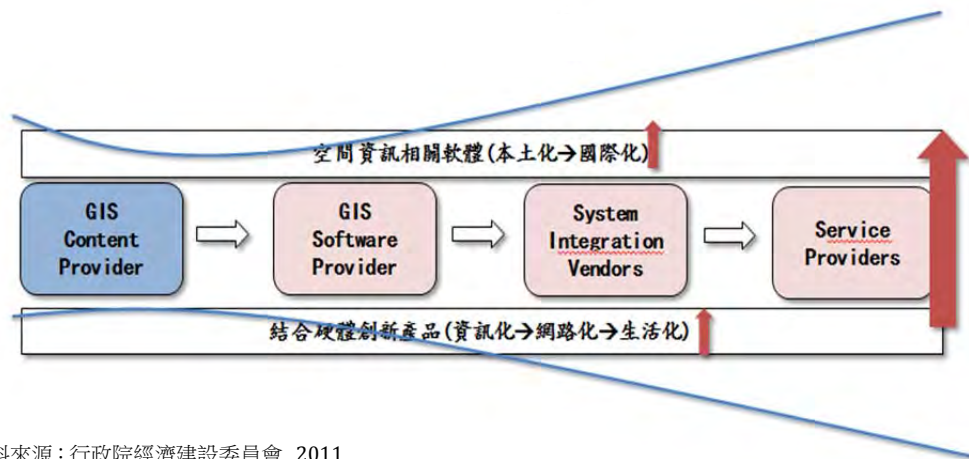 空間資訊相關軟體(本土化→國際化)
GIS
Content
Provider
GIS
Software
Provider
System
Integration
Vendors
Service
Providers
結合硬體創新產品(資訊化→網路化→生活化)
料來源：行政院經濟建設委員會 2011